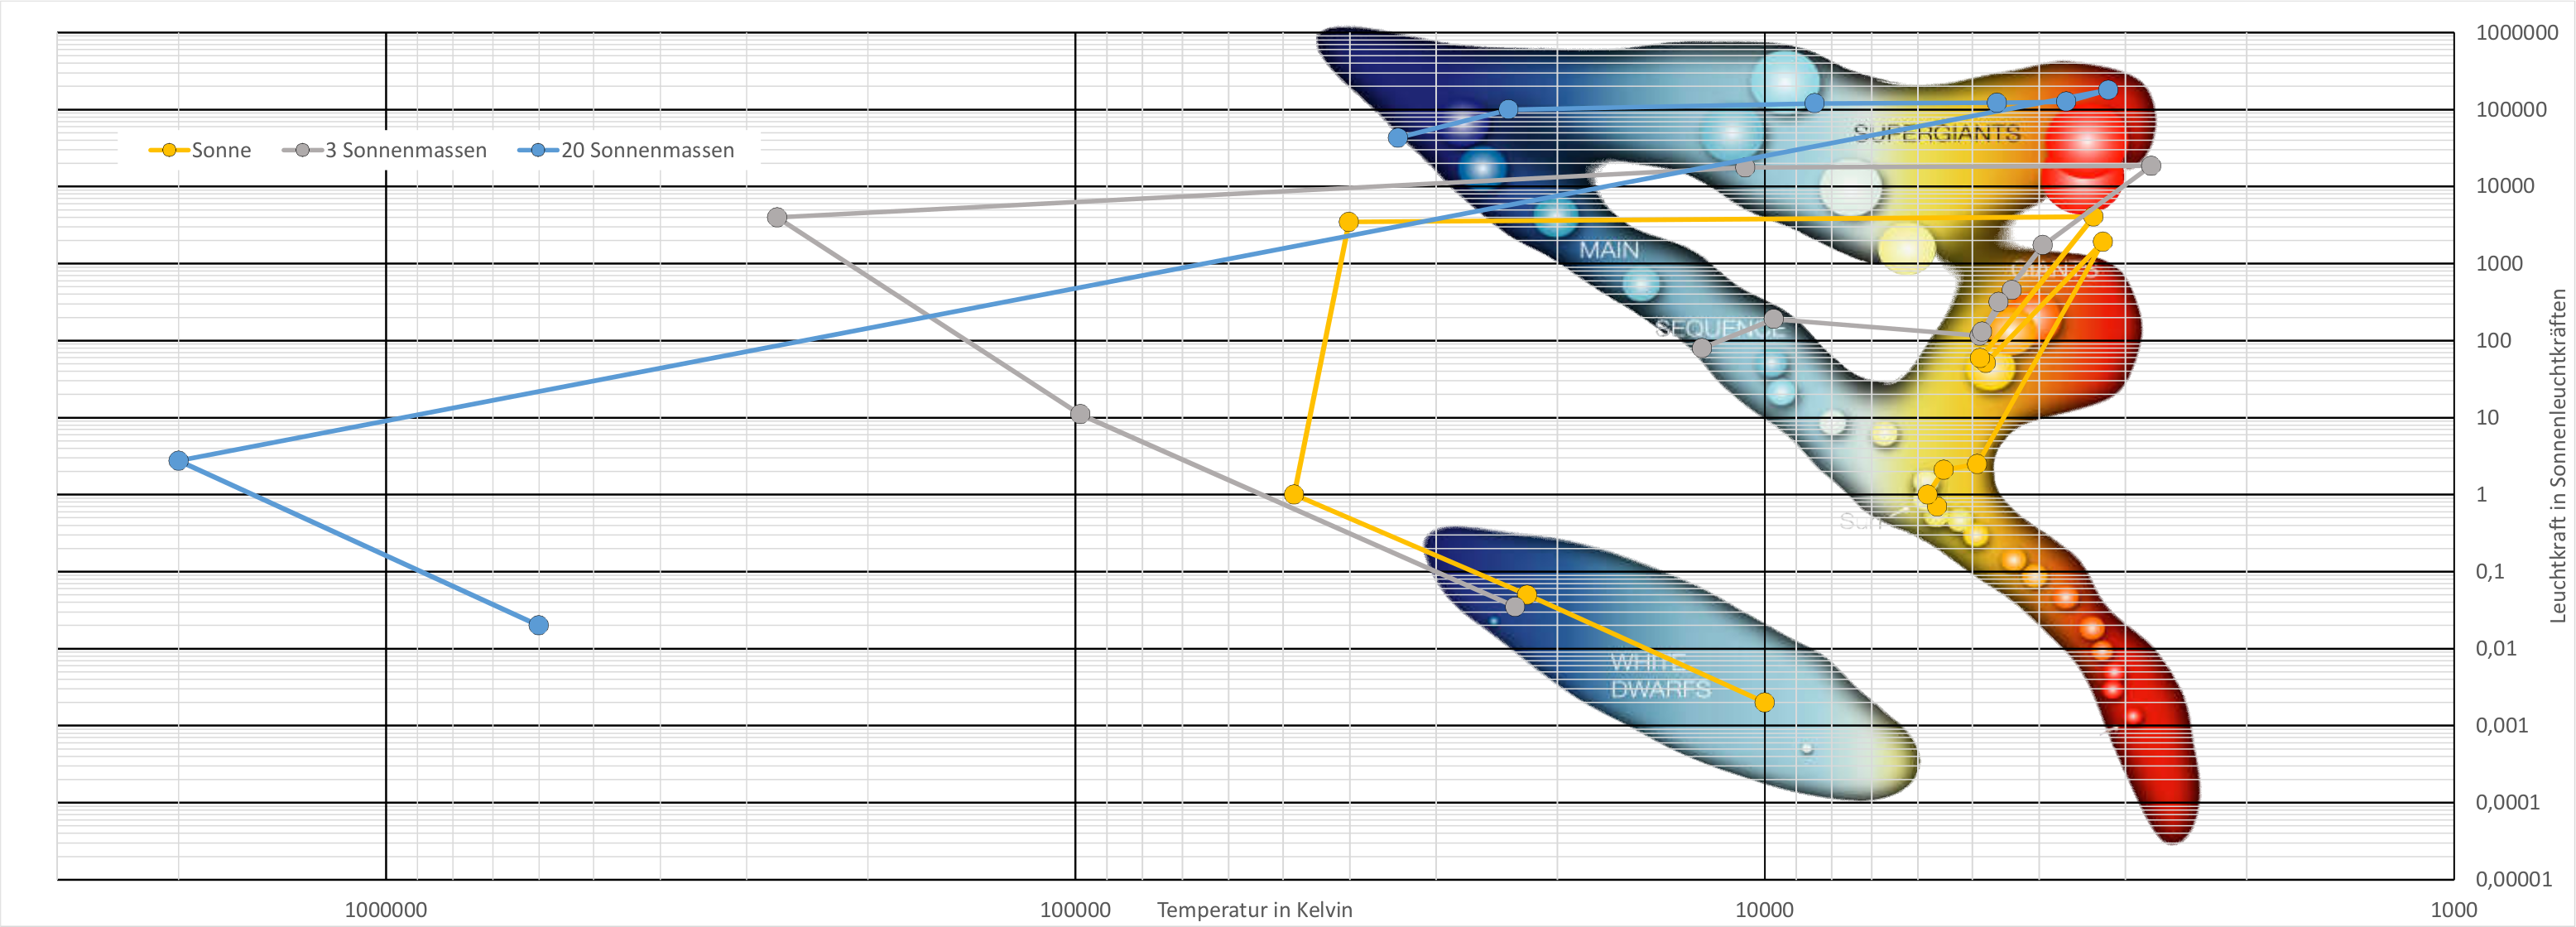 Sonne
3 Sonnenmassen
20 Sonnenmassen
SUPERGIANTS
MAIN
GIANTS
SEQUENCE
Sun
WHITE
DWARFS
1000000
100000
10000
1000
100
10
1
0,1
0,01
0,001
0,0001
0,00001
Leuchtkraft in Sonnenleuchtkräften
1000000
100000
Temperatur in Kelvin
10000
1000